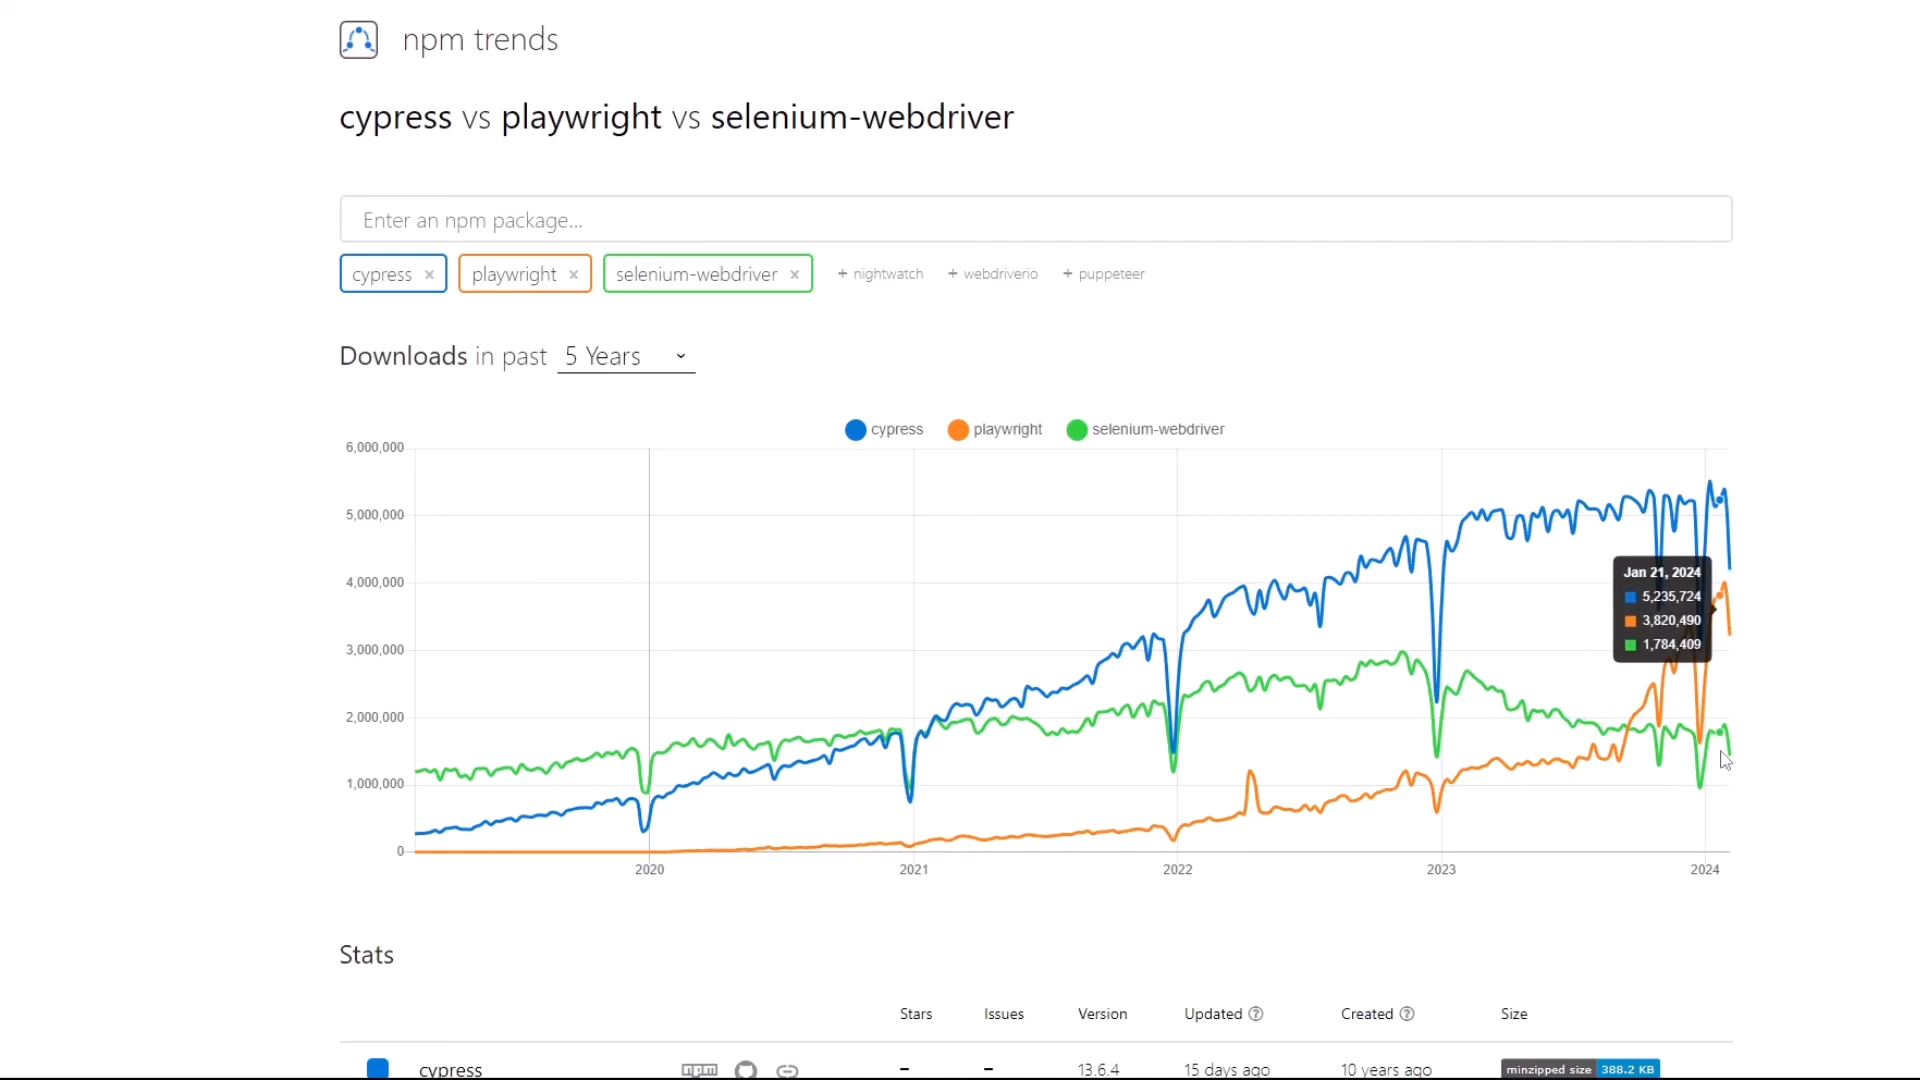 npm trends
cypress vs playwright vs selenium-webdriver
Enter an npm package...
cypress × playwright × selenium-webdriver × + nightwatch + webdriverio + puppeteer
Downloads in past 5 Years
cypress playwright selenium-webdriver
6,000,000
5,000,000
4,000,000
3,000,000
2,000,000
1,000,000
0
Jan 21, 2024
5,235,724
3,820,490
1,784,409
2020 2021 2022 2023 2024
Stats
Stars Issues Version Updated ? Created ? Size
cypress npm – – 13.6.4 15 days ago 10 years ago minzipped size 388.2 KB